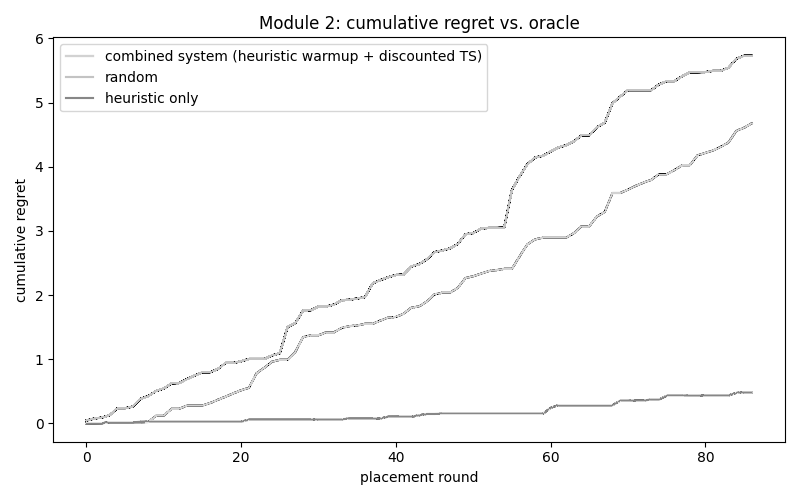 Module 2: cumulative regret vs. oracle
combined system (heuristic warmup + discounted TS)
random
heuristic only
cumulative regret
6
5
4
3
2
1
0
0 20 40 60 80
placement round